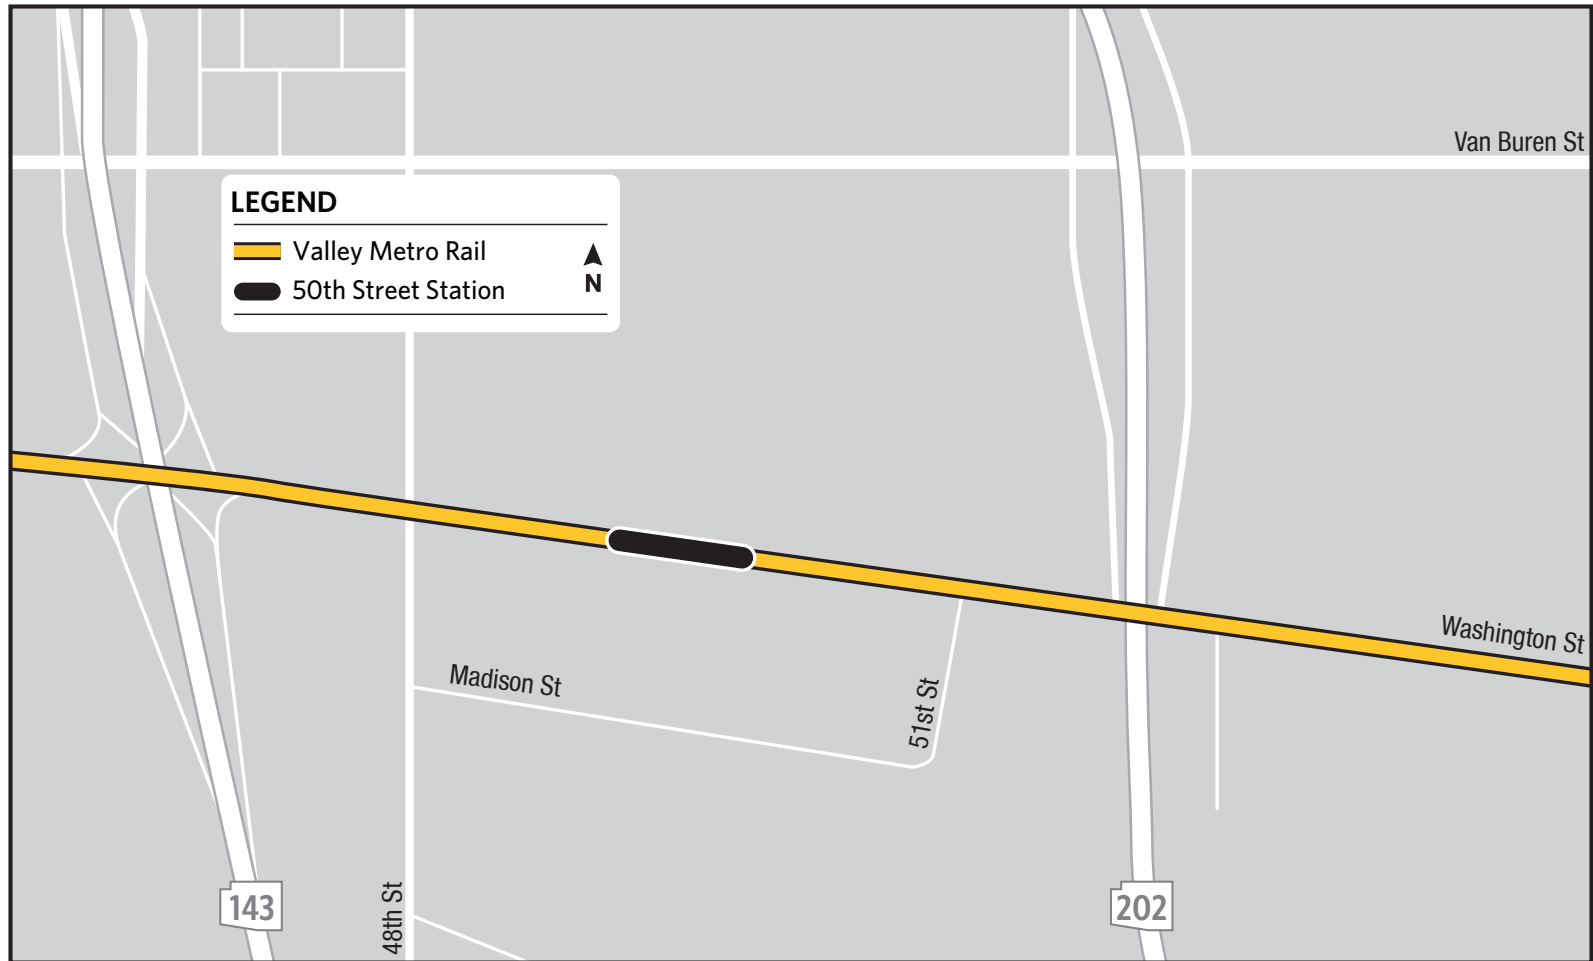 Van Buren St
LEGEND
Valley Metro Rail
50th Street Station
N
Washington St
Madison St
51st St
48th St
143
202